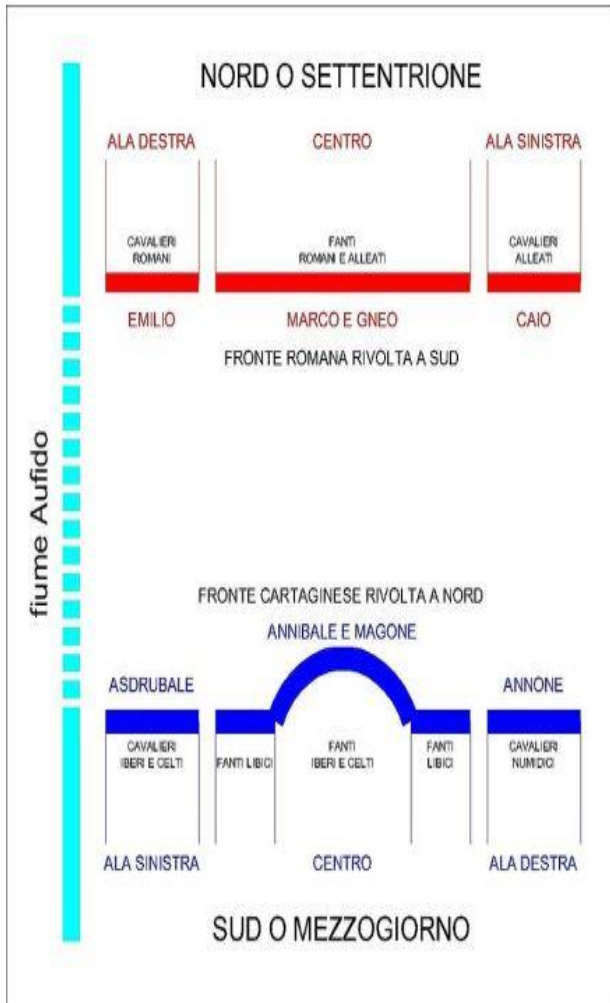 NORD O SETTENTRIONE
ALA DESTRA
CENTRO
ALA SINISTRA
CAVALIERI
ROMANI
FANTI
ROMANI E ALLEATI
CAVALIERI
ALLEATI
EMILIO
MARCO E GNEO
CAIO
FRONTE ROMANA RIVOLTA A SUD
fiume Aufido
FRONTE CARTAGINESE RIVOLTA A NORD
ANNIBALE E MAGONE
ASDRUBALE
ANNONE
CAVALIERI
IBERI E CELTI
FANTI LIBICI
FANTI
IBERI E CELTI
FANTI
LIBICI
CAVALIERI
NUMIDICI
ALA SINISTRA
CENTRO
ALA DESTRA
SUD O MEZZOGIORNO